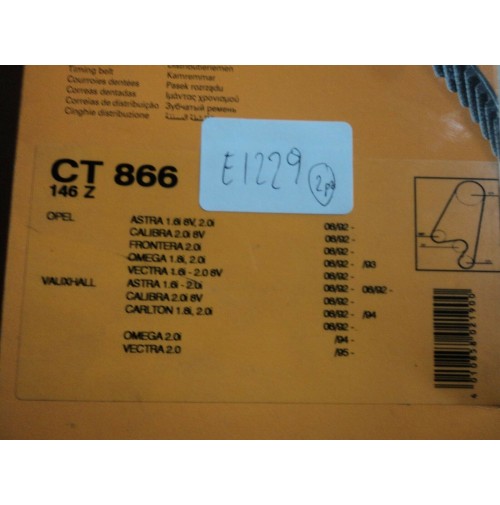 Timing belt
Courroies dentées
Correas dentadas
Correias de distribuição
Cinghie distribuzione
Distributieriemen
Kamremmar
Pasek rozrządu
Ιμάντας χρονισμού
Зубчатый ремень
CT 866
146 Z
E1229
OPEL
ASTRA 1.6i 8V, 2.0i 08/92 -
CALIBRA 2.0i 8V 08/92 -
FRONTERA 2.0i 08/92 -
OMEGA 1.8i, 2.0i 08/92 - /93
VECTRA 1.6i - 2.0 8V 08/92 -
VAUXHALL ASTRA 1.6i - 2.0i 08/92 - 08/92 -
CALIBRA 2.0i 8V 08/92 -
CARLTON 1.8i, 2.0i 08/92 - /94
08/92 -
OMEGA 2.0i /94 -
VECTRA 2.0 /95 -